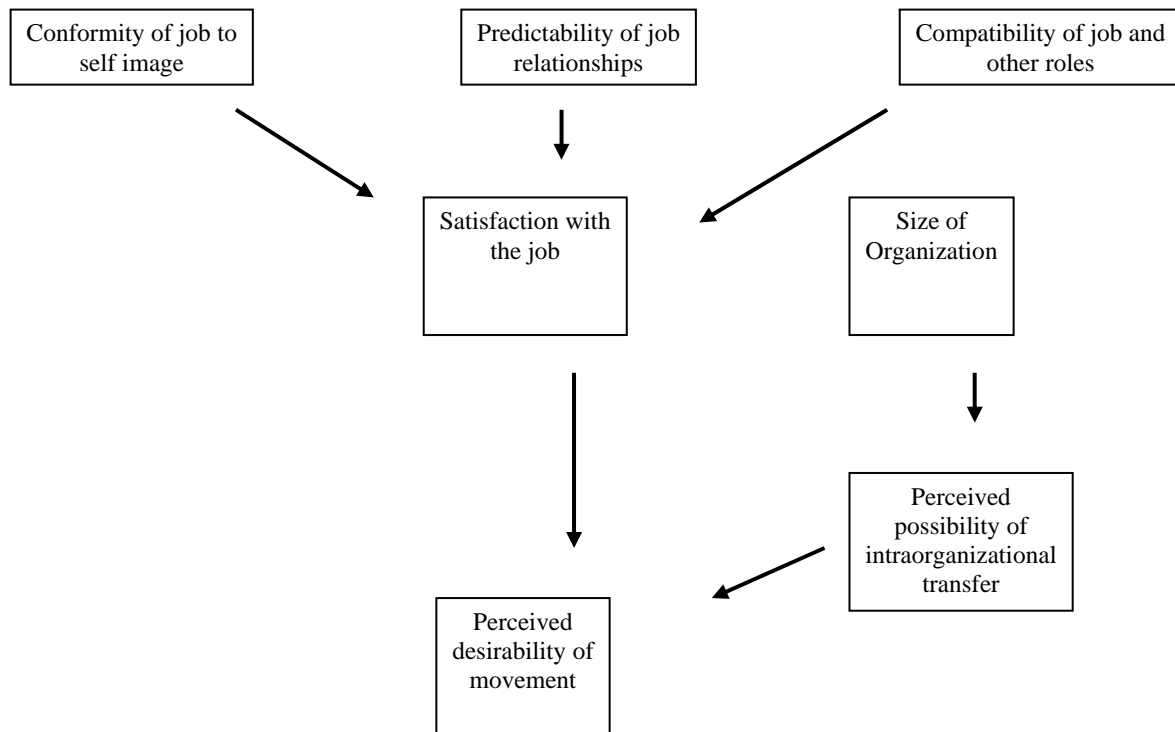 Conformity of job to
self image
Predictability of job
relationships
Compatibility of job and
other roles
Satisfaction with
the job
Size of
Organization
Perceived
possibility of
intraorganizational
transfer
Perceived
desirability of
movement